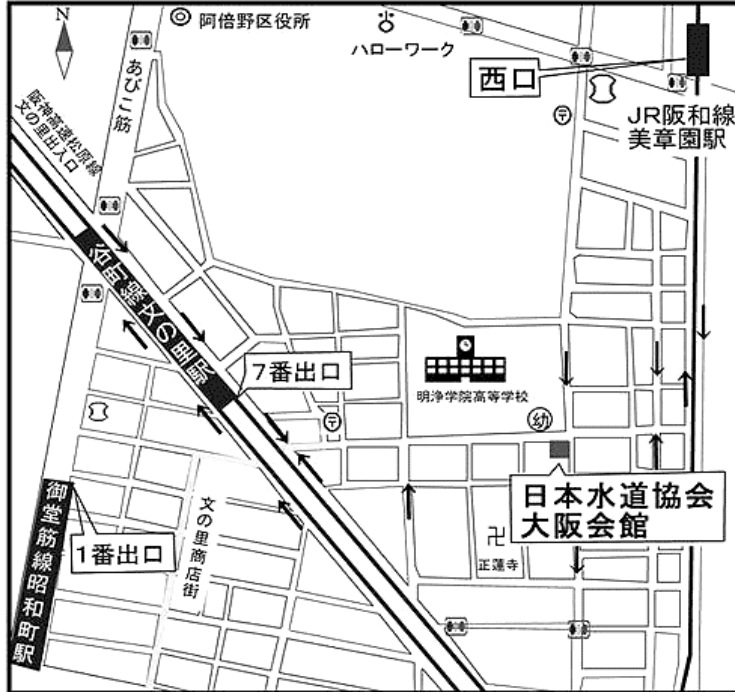 N
阿倍野区役所
ハローワーク
西口
JR阪和線
美章園駅
あびこ筋
阪神高速松原線
文の里出入口
谷町線文の里駅
7番出口
明浄学院高等学校
幼
日本水道協会
大阪会館
御堂筋線昭和町駅
1番出口
文の里商店街
卍
正蓮寺
〒
〒